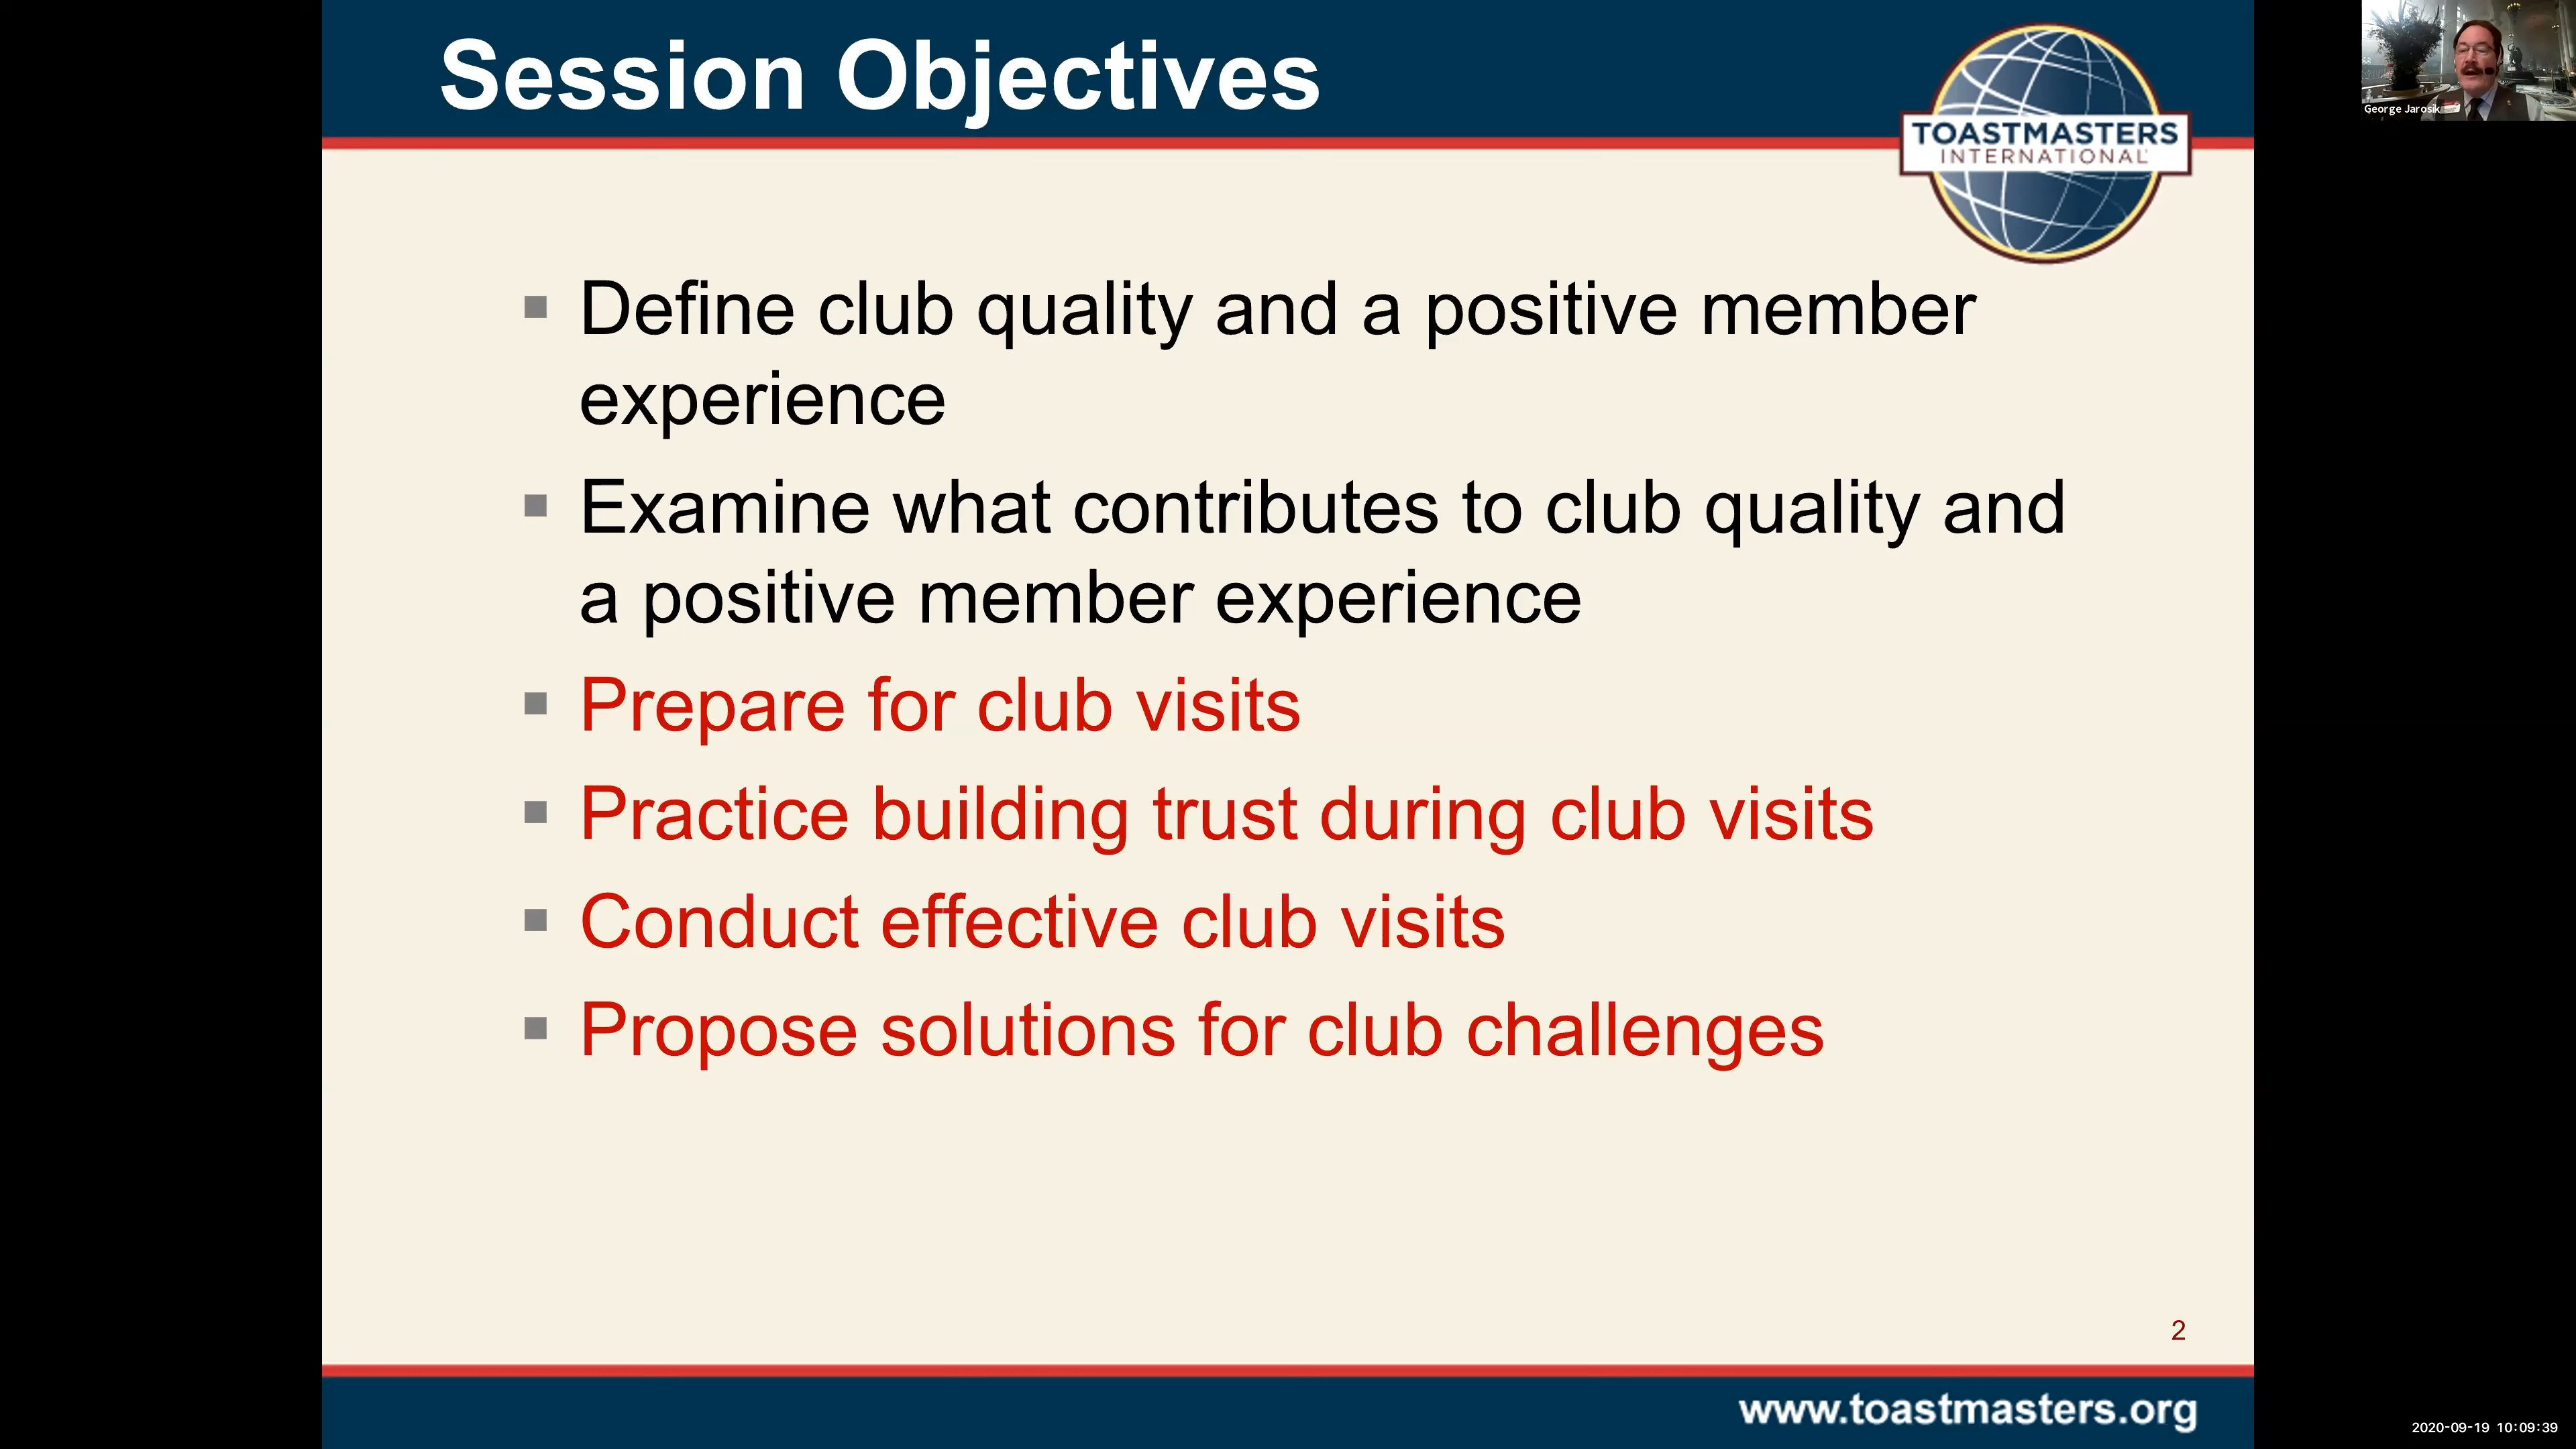 Session Objectives
TOASTMASTERS
INTERNATIONAL
George Jarosik
▪ Define club quality and a positive member
experience
▪ Examine what contributes to club quality and
a positive member experience
▪ Prepare for club visits
▪ Practice building trust during club visits
▪ Conduct effective club visits
▪ Propose solutions for club challenges
2
www.toastmasters.org
2020-09-19 10:09:39